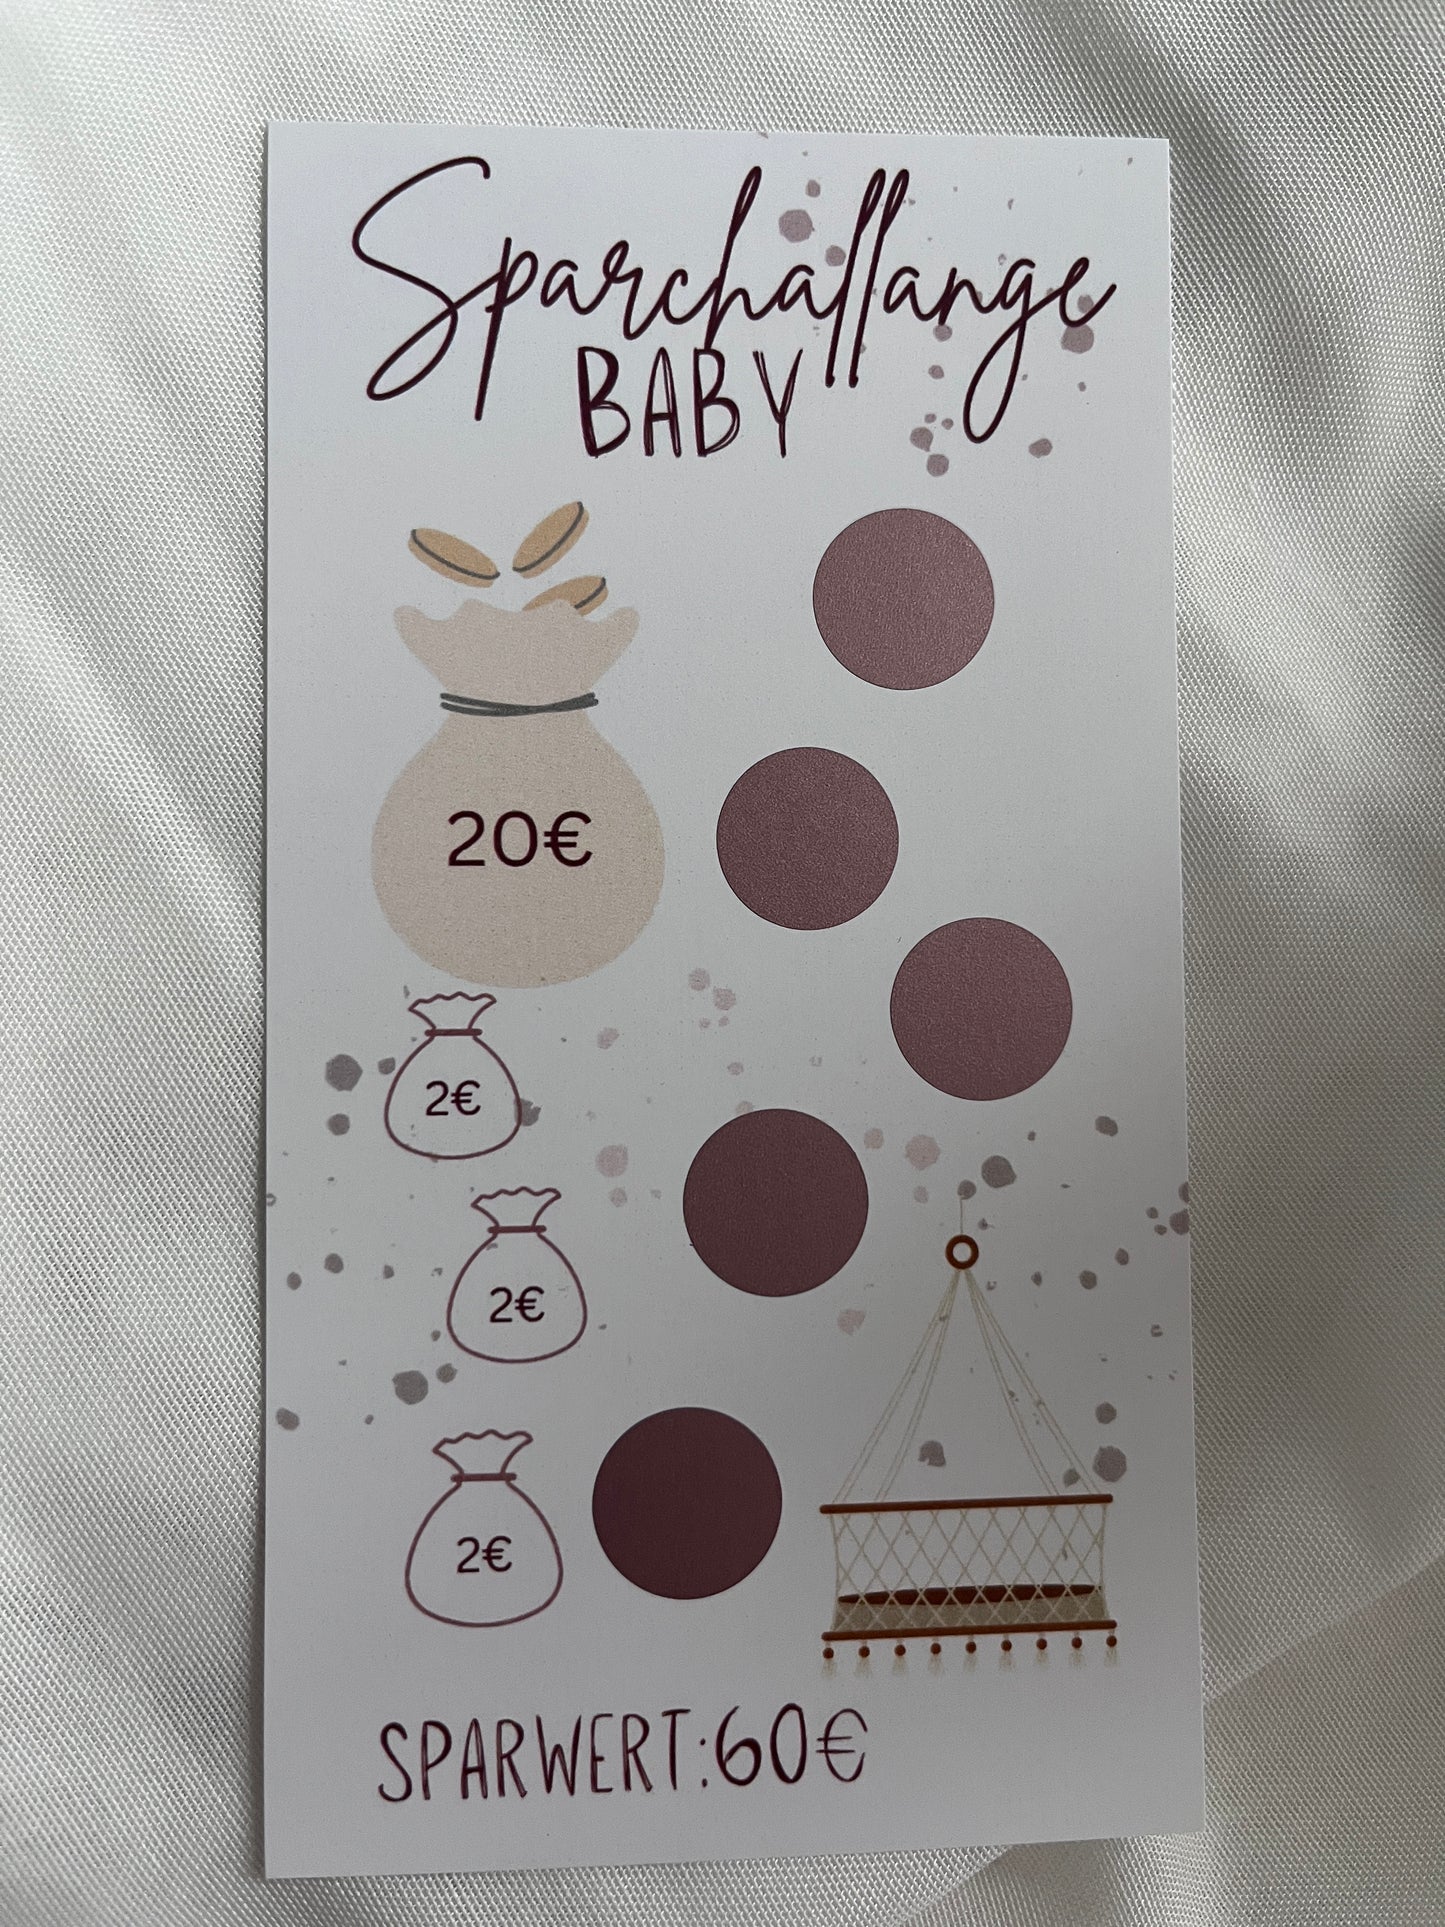 Sparchallange
BABY
20€
2€
2€
2€
SPARWERT:60€